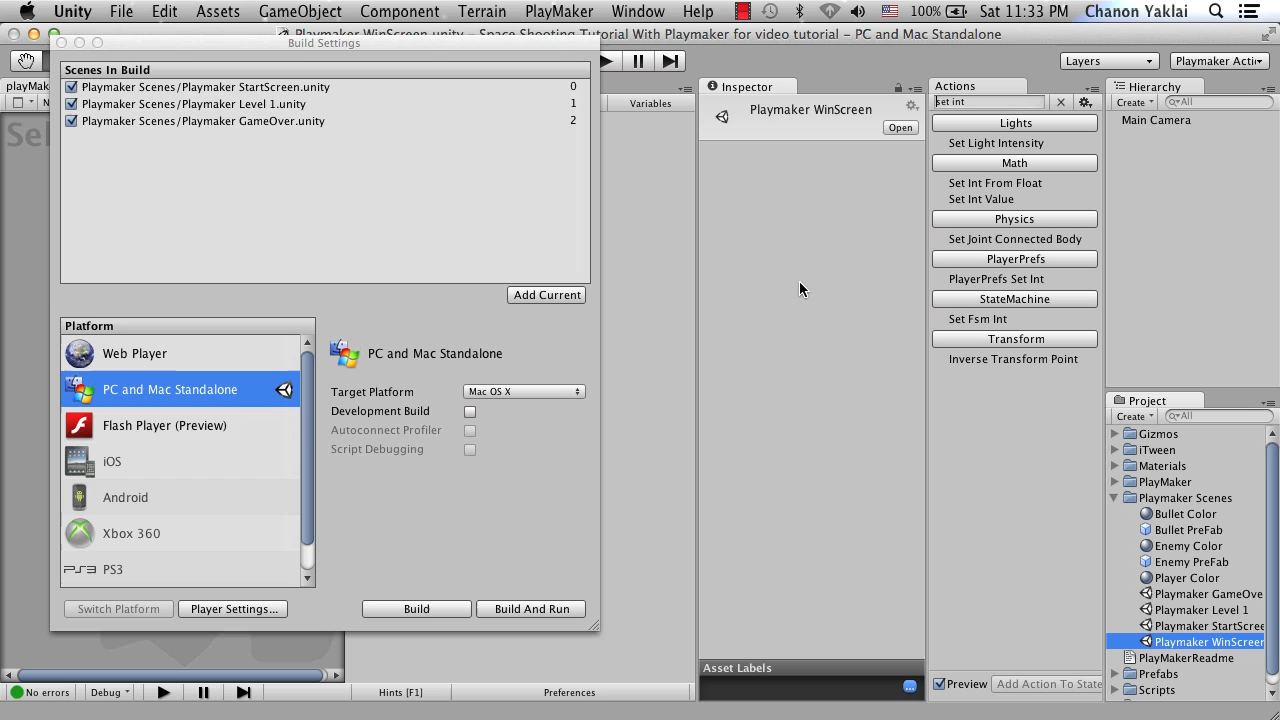 Unity File Edit Assets GameObject Component Terrain PlayMaker Window Help 100% Sat 11:33 PM Chanon Yaklai
Playmaker WinScreen.unity - Space Shooting Tutorial With Playmaker for video tutorial - PC and Mac Standalone
Build Settings
Scenes In Build
Playmaker Scenes/Playmaker StartScreen.unity 0
Playmaker Scenes/Playmaker Level 1.unity 1
Playmaker Scenes/Playmaker GameOver.unity 2
Add Current
Platform
Web Player
PC and Mac Standalone
Flash Player (Preview)
iOS
Android
Xbox 360
PS3
PC and Mac Standalone
Target Platform Mac OS X
Development Build
Autoconnect Profiler
Script Debugging
Switch Platform Player Settings... Build Build And Run
playMak
N
Sel
Variables
No errors Debug Hint [F1] Preferences
Layers Playmaker Acti
Inspector
Playmaker WinScreen
Open
Asset Labels
Actions
set int
Lights
Set Light Intensity
Math
Set Int From Float
Set Int Value
Physics
Set Joint Connected Body
PlayerPrefs
PlayerPrefs Set Int
StateMachine
Set Fsm Int
Transform
Inverse Transform Point
Preview Add Action To State
Hierarchy
Create All
Main Camera
Project
Create All
Gizmos
iTween
Materials
PlayMaker
Playmaker Scenes
Bullet Color
Bullet PreFab
Enemy Color
Enemy PreFab
Player Color
Playmaker GameOve
Playmaker Level 1
Playmaker StartScree
Playmaker WinScreen
PlayMakerReadme
Prefabs
Scripts